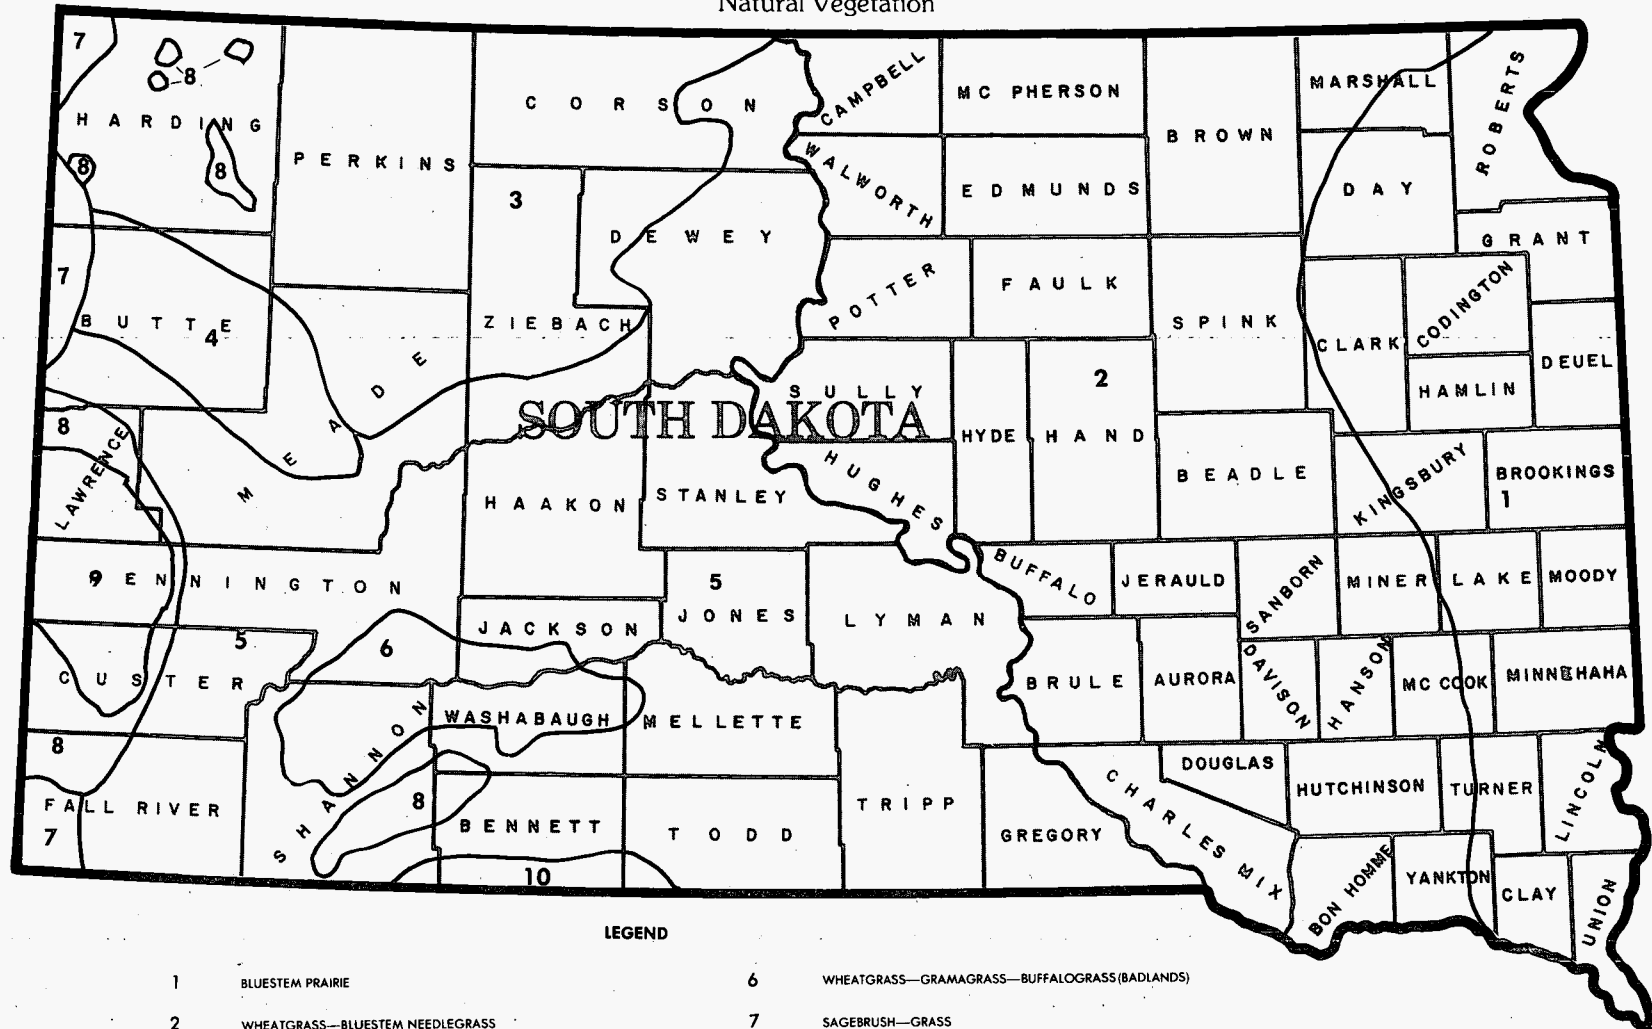 Natural Vegetation
7
8
HARDING
8
8
PERKINS
CORSON
CAMPBELL
MC PHERSON
BROWN
MARSHALL
ROBERTS
WALWORTH
EDMUNDS
DAY
3
DEWEY
GRANT
7
BUTTE
4
ZIEBACH
POTTER
FAULK
SPINK
CLARK
CODINGTON
DEUEL
HAMLIN
MEADE
SULLY
HYDE
2
HAND
SOUTH DAKOTA
8
LAWRENCE
HAAKON
STANLEY
HUGHES
BEADLE
KINGSBURY
BROOKINGS
1
9ENNINGTON
5
JONES
LYMAN
BUFFALO
JERAULD
SANBORN
MINER
LAKE
MOODY
JACKSON
5
6
CUSTER
WASHABAUGH
MELLETTE
BRULE
AURORA
DAVISON
HANSON
MC COOK
MINNEHAHA
8
FALL RIVER
7
SHANNON
8
BENNETT
TODD
TRIPP
GREGORY
CHARLES MIX
DOUGLAS
HUTCHINSON
TURNER
LINCOLN
10
BON HOMME
YANKTON
CLAY
UNION
LEGEND
1 BLUESTEM PRAIRIE
6 WHEATGRASS—GRAMAGRASS—BUFFALOGRASS(BADLANDS)
2 WHEATGRASS—BLUESTEM NEEDLEGRASS
7 SAGEBRUSH—GRASS